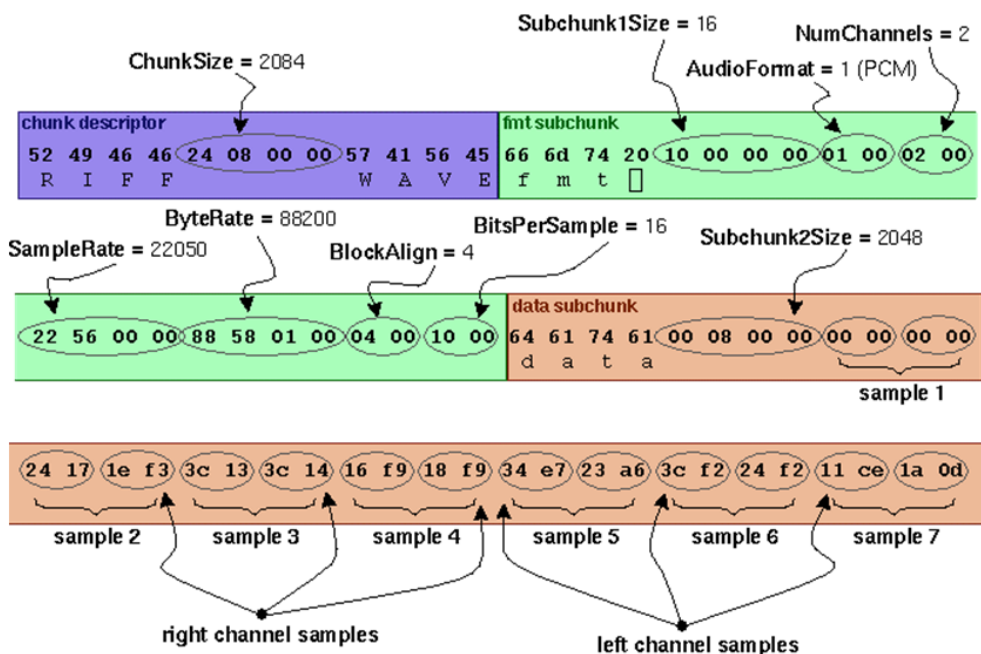 Subchunk1Size = 16
NumChannels = 2
ChunkSize = 2084
AudioFormat = 1 (PCM)
chunk descriptor
fmt subchunk
52 49 46 46 24 08 00 00 57 41 56 45 66 6d 74 20 10 00 00 00 01 00 02 00
R I F F W A V E f m t
ByteRate = 88200
BitsPerSample = 16
SampleRate = 22050
BlockAlign = 4
Subchunk2Size = 2048
data subchunk
22 56 00 00 88 58 01 00 04 00 10 00 64 61 74 61 00 08 00 00 00 00 00 00
d a t a
sample 1
24 17 1e f3 3c 13 3c 14 16 f9 18 f9 34 e7 23 a6 3c f2 24 f2 11 ce 1a 0d
sample 2 sample 3 sample 4 sample 5 sample 6 sample 7
right channel samples
left channel samples